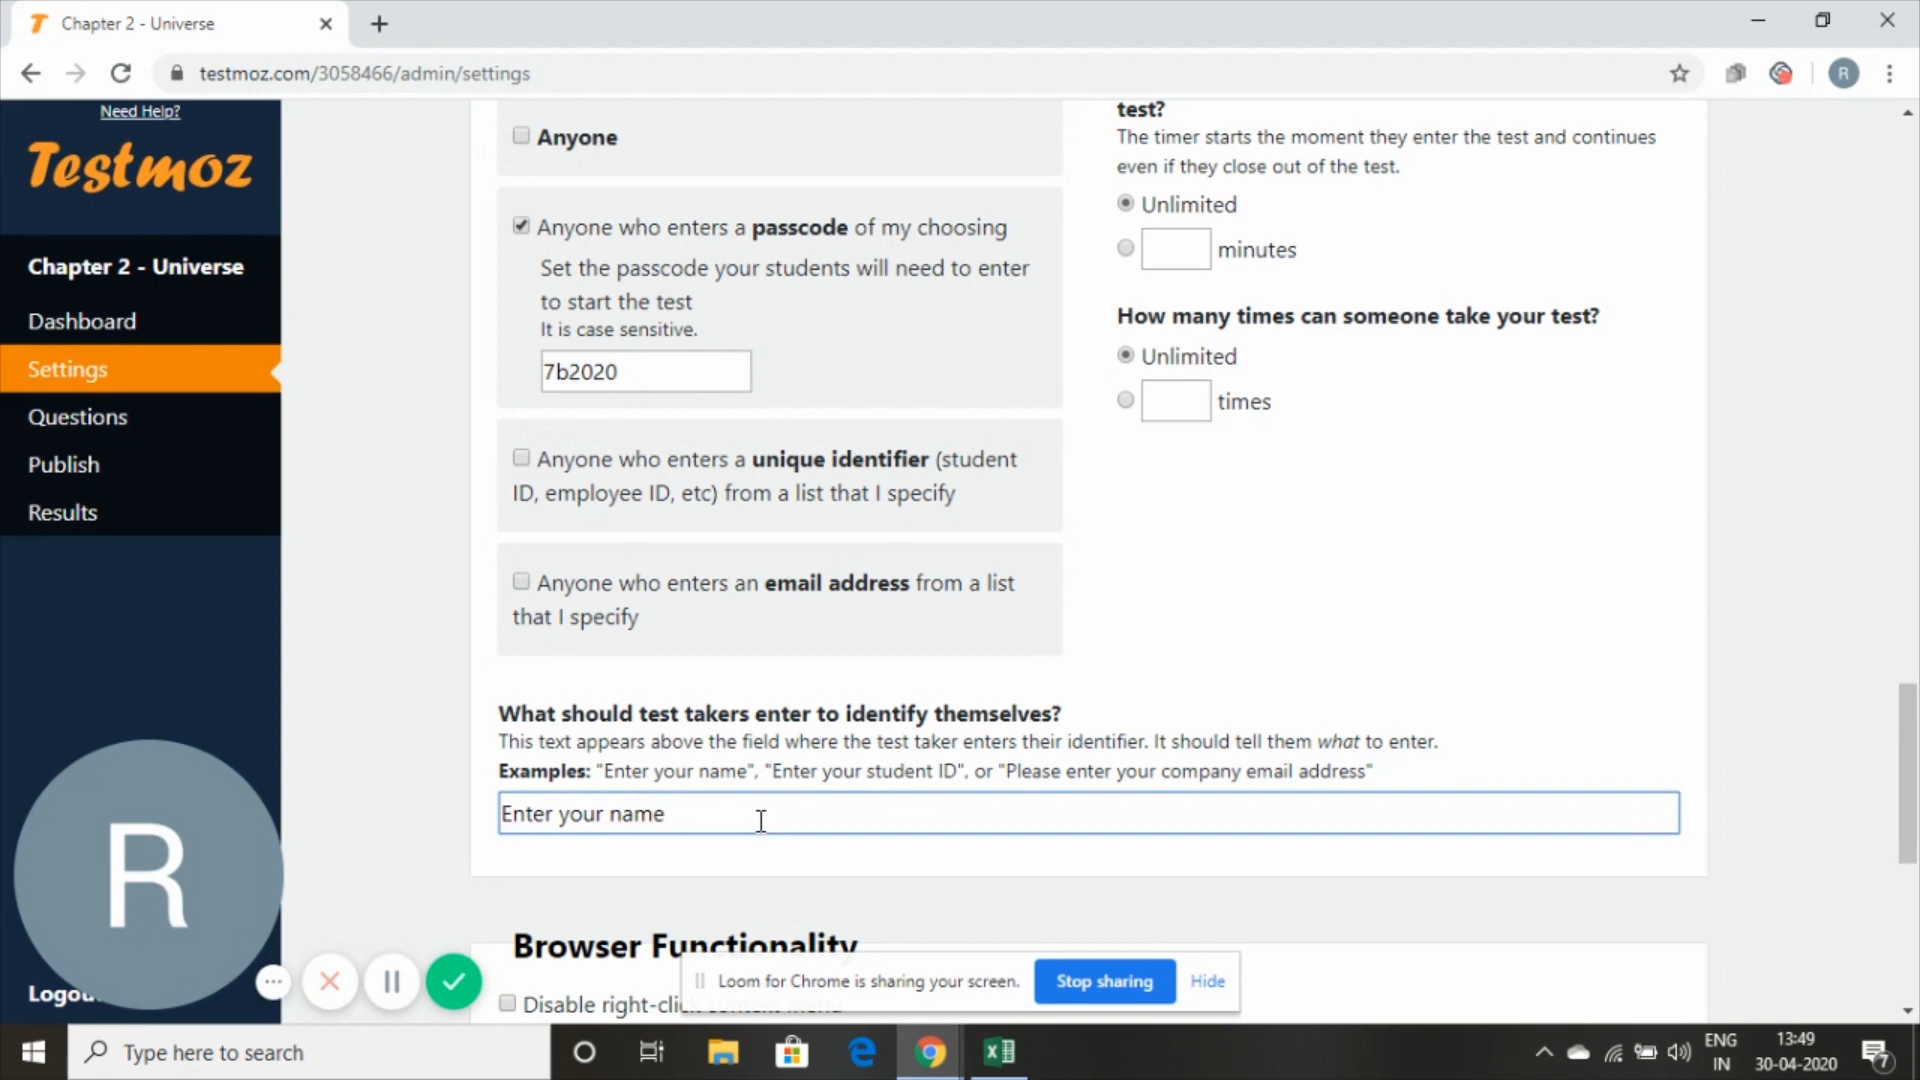 Chapter 2 - Universe
testmoz.com/3058466/admin/settings
R
Need Help?
Testmoz
Chapter 2 - Universe
Dashboard
Settings
Questions
Publish
Results
R
Anyone
Anyone who enters a passcode of my choosing
Set the passcode your students will need to enter
to start the test
It is case sensitive.
7b2020
Anyone who enters a unique identifier (student
ID, employee ID, etc) from a list that I specify
Anyone who enters an email address from a list
that I specify
test?
The timer starts the moment they enter the test and continues
even if they close out of the test.
Unlimited
minutes
How many times can someone take your test?
Unlimited
times
What should test takers enter to identify themselves?
This text appears above the field where the test taker enters their identifier. It should tell them what to enter.
Examples: "Enter your name", "Enter your student ID", or "Please enter your company email address"
Enter your name
Browser Functionality
Loom for Chrome is sharing your screen.
Stop sharing
Hide
Disable right-click context menu
Type here to search
ENG
IN
13:49
30-04-2020
7